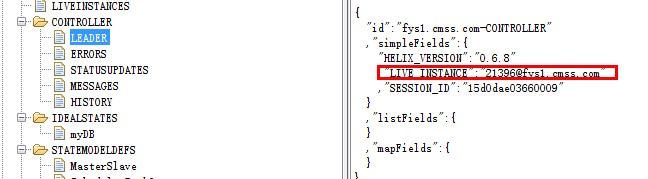 LIVEINSTANCES
CONTROLLER
LEADER
ERRORS
STATUSUPDATES
MESSAGES
HISTORY
IDEALSTATES
myDB
STATEMODELDEFS
MasterSlave
{
"id":"fys1.cmss.com-CONTROLLER"
,"simpleFields":{
"HELIX_VERSION":"0.6.8"
,"LIVE_INSTANCE":"21396@fys1.cmss.com"
,"SESSION_ID":"15d0dae03660009"
}
,"listFields":{
}
,"mapFields":{
}
}